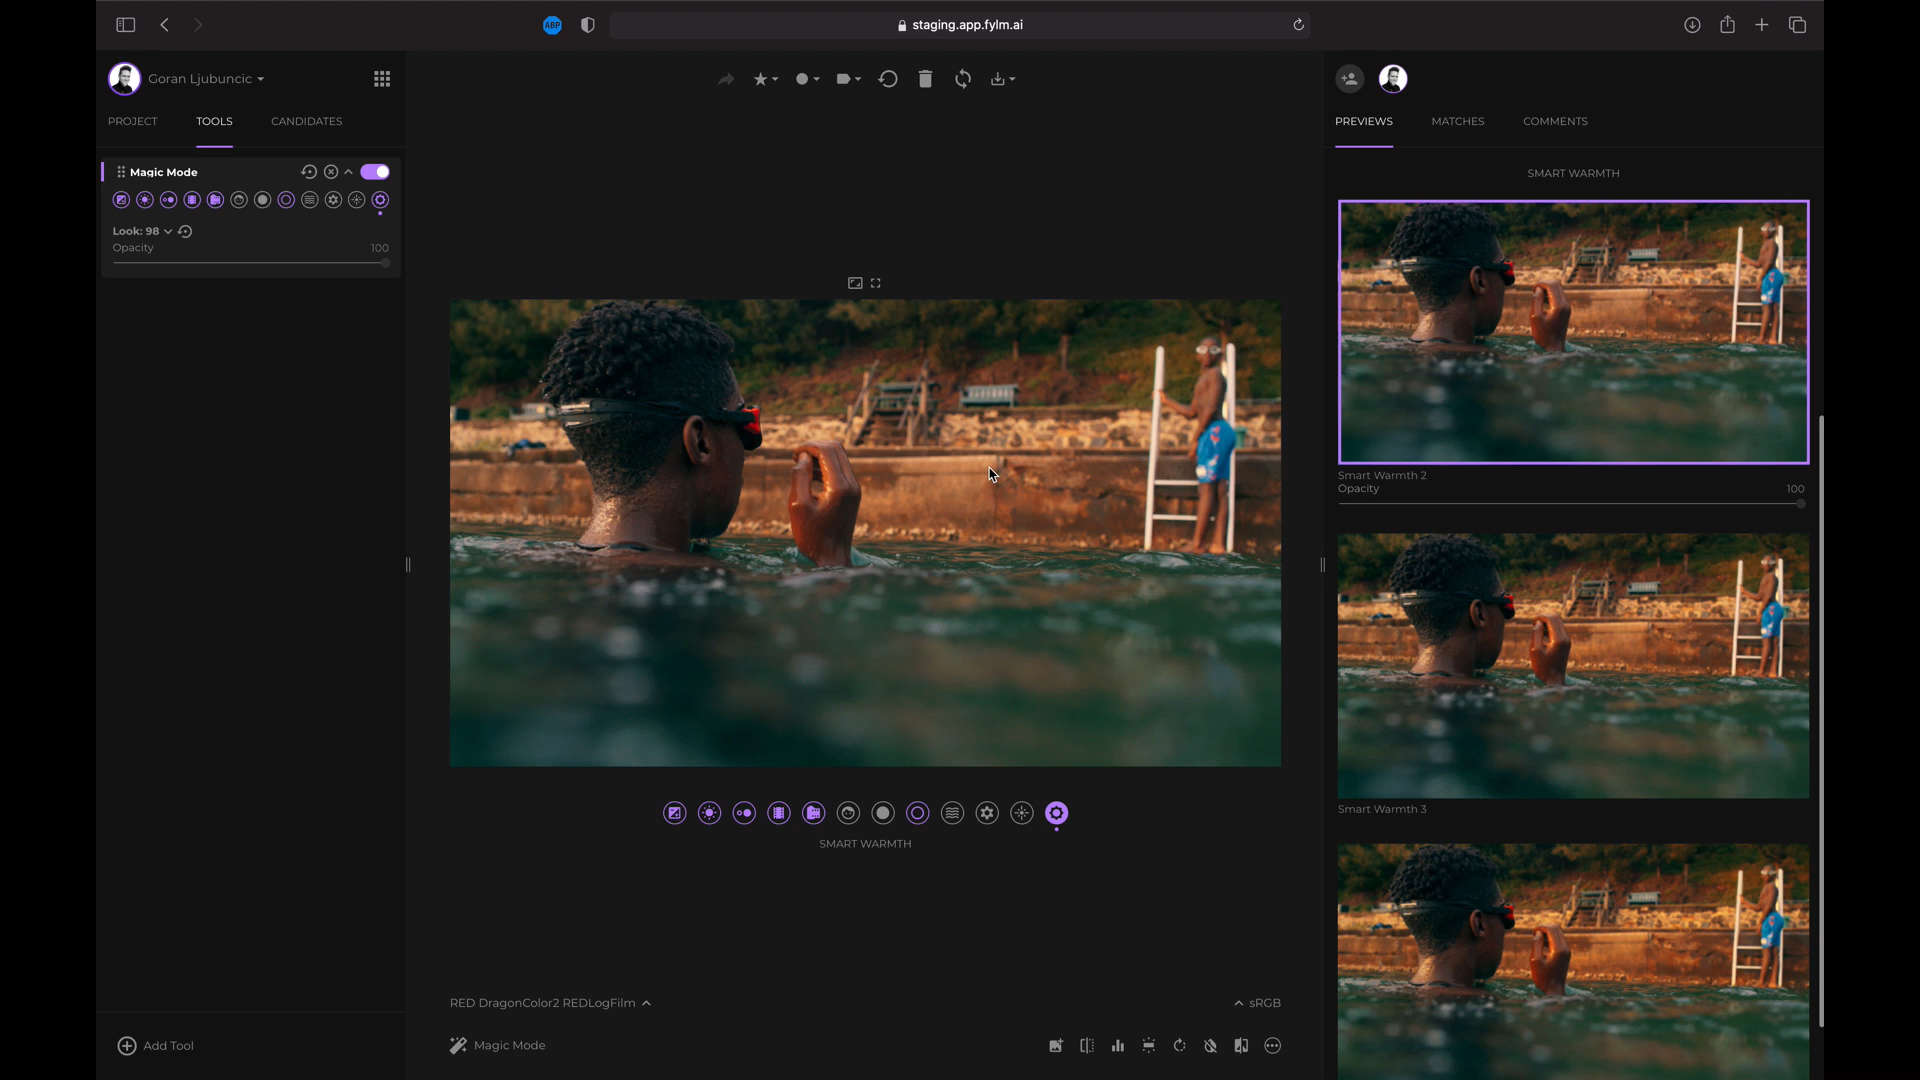 ABP
staging.app.fylm.ai
Goran Ljubuncic
PROJECT
TOOLS
CANDIDATES
Magic Mode
Look: 98
Opacity
100
SMART WARMTH
RED DragonColor2 REDLogFilm
sRGB
Magic Mode
Add Tool
PREVIEWS
MATCHES
COMMENTS
SMART WARMTH
Smart Warmth 2
Opacity
100
Smart Warmth 3